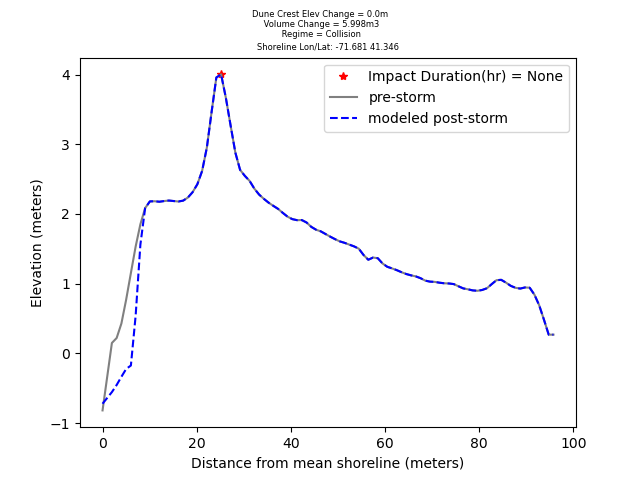 Dune Crest Elev Change = 0.0m
Volume Change = 5.998m3
Regime = Collision
Shoreline Lon/Lat: -71.681 41.346
Impact Duration(hr) = None
pre-storm
modeled post-storm
Elevation (meters)
4
3
2
1
0
−1
0 20 40 60 80 100
Distance from mean shoreline (meters)